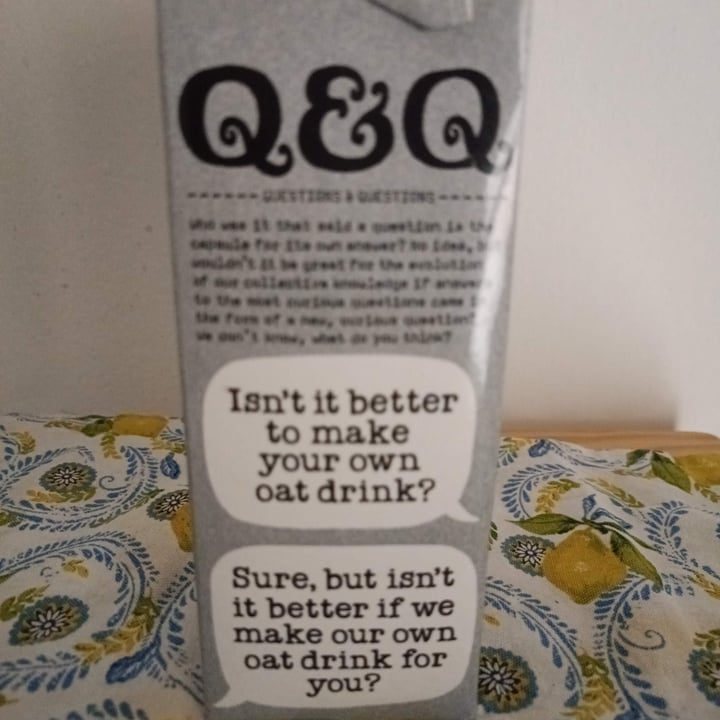 Q&Q
QUESTIONS & QUESTIONS
Who was it that said a question is the
capsule for its own answer? No idea, but
wouldn't it be great for the evolution
of our collective knowledge if answers
to the most curious questions came in
the form of a new, curious question?
We don't know, what do you think?
Isn't it better
to make
your own
oat drink?
Sure, but isn't
it better if we
make our own
oat drink for
you?